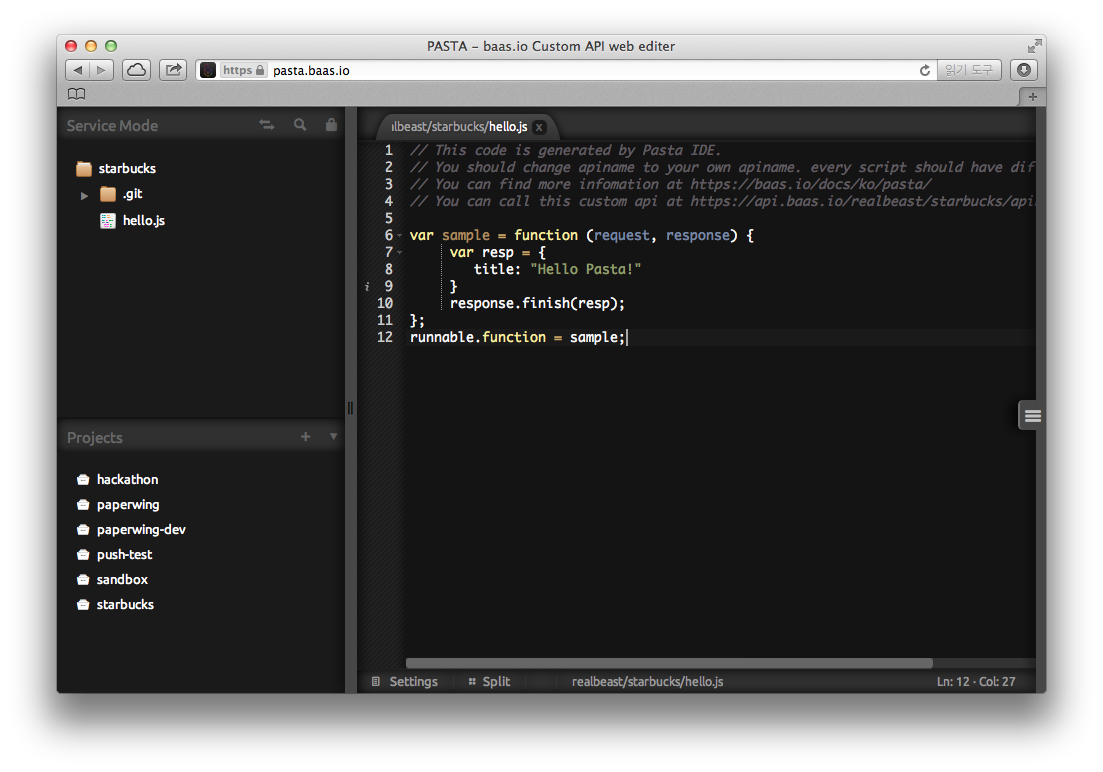 PASTA – baas.io Custom API web editer
https pasta.baas.io 읽기 도구
Service Mode
starbucks
.git
hello.js
Projects
hackathon
paperwing
paperwing-dev
push-test
sandbox
starbucks
ılbeast/starbucks/hello.js x
1 // This code is generated by Pasta IDE.
2 // You should change apiname to your own apiname. every script should have dif
3 // You can find more infomation at https://baas.io/docs/ko/pasta/
4 // You can call this custom api at https://api.baas.io/realbeast/starbucks/api
5
6 var sample = function (request, response) {
7 var resp = {
8 title: "Hello Pasta!"
i 9 }
10 response.finish(resp);
11 };
12 runnable.function = sample;
Settings Split realbeast/starbucks/hello.js Ln: 12 · Col: 27